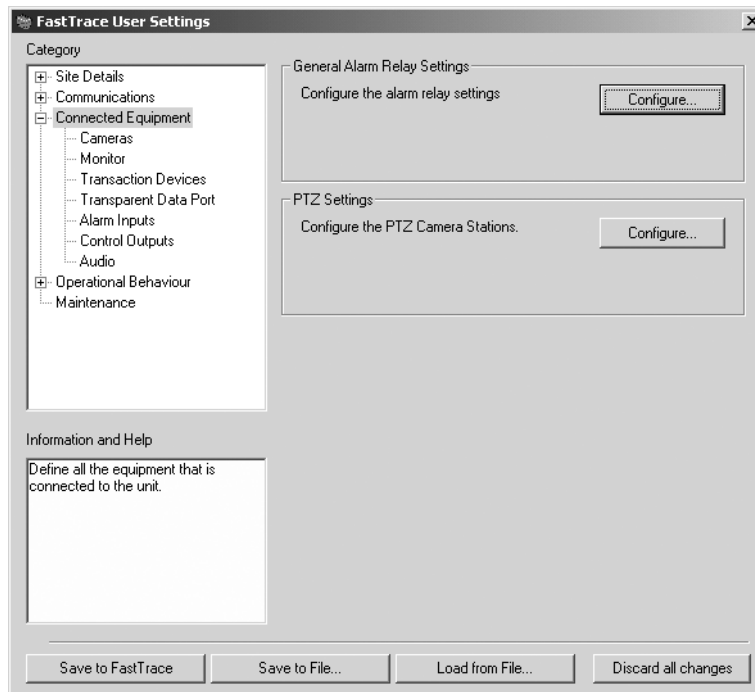 FastTrace User Settings
Category
Site Details
Communications
Connected Equipment
Cameras
Monitor
Transaction Devices
Transparent Data Port
Alarm Inputs
Control Outputs
Audio
Operational Behaviour
Maintenance
General Alarm Relay Settings
Configure the alarm relay settings
Configure...
PTZ Settings
Configure the PTZ Camera Stations.
Configure...
Information and Help
Define all the equipment that is
connected to the unit.
Save to FastTrace
Save to File...
Load from File...
Discard all changes